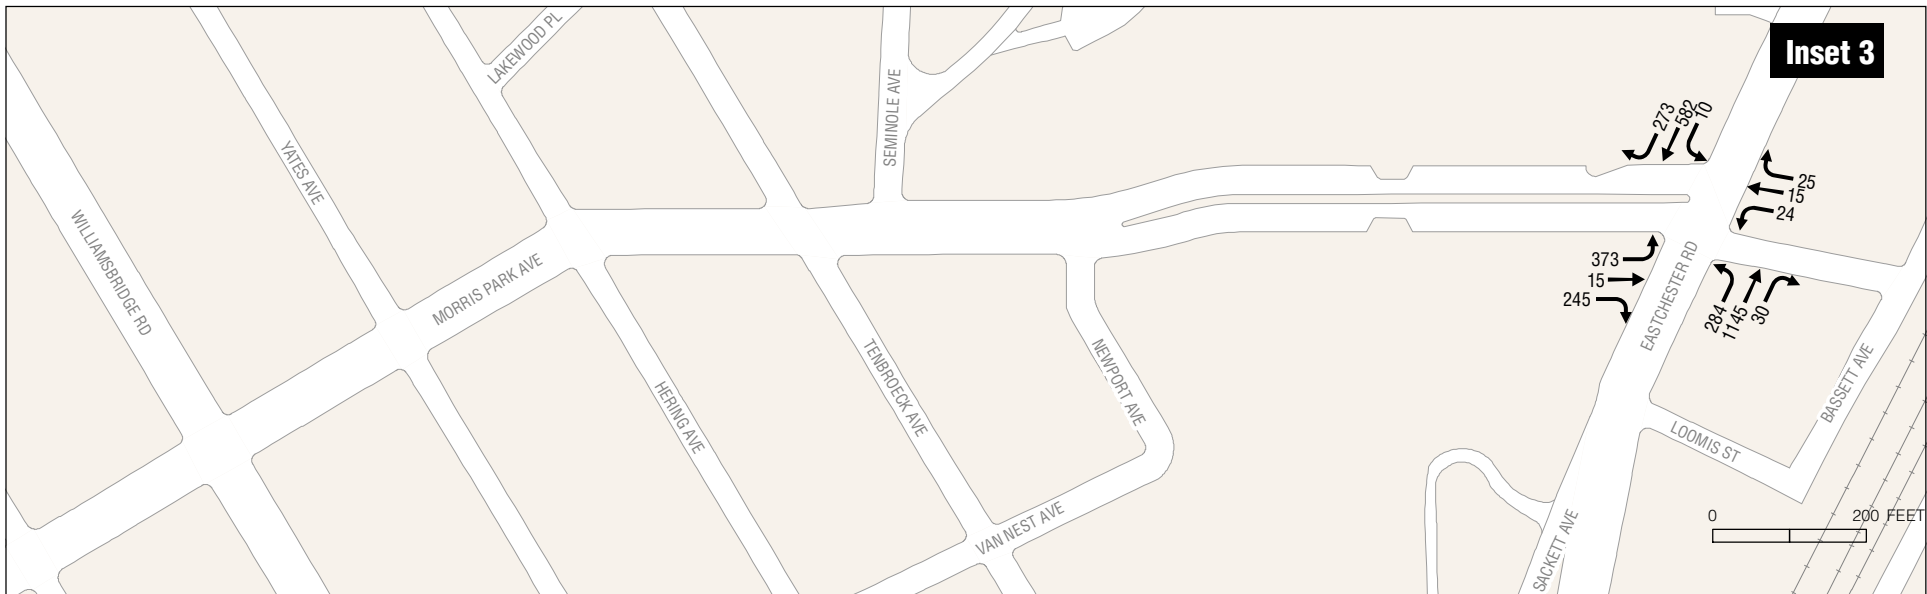 LAKEWOOD PL
Inset 3
SEMINOLE AVE
273
582
10
YATES AVE
25
15
24
WILLIAMSBRIDGE RD
MORRIS PARK AVE
373
15
245
EASTCHESTER RD
284
1145
30
HERING AVE
TENBROECK AVE
NEWPORT AVE
BASSETT AVE
LOOMIS ST
VAN NEST AVE
SACKETT AVE
0 200 FEET